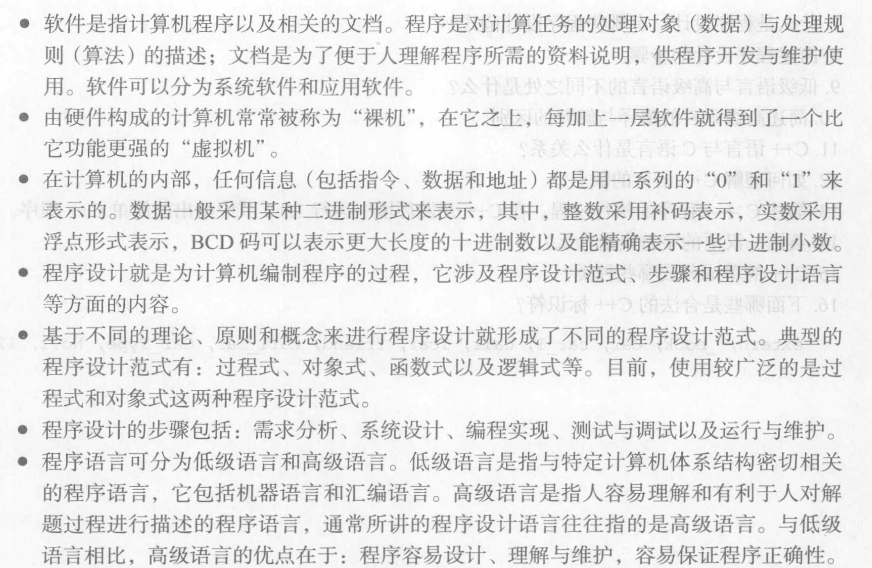 ● 软件是指计算机程序以及相关的文档。程序是对计算任务的处理对象（数据）与处理规
则（算法）的描述；文档是为了便于人理解程序所需的资料说明，供程序开发与维护使
用。软件可以分为系统软件和应用软件。
● 由硬件构成的计算机常常被称为“裸机”，在它之上，每加上一层软件就得到了一个比
它功能更强的“虚拟机”。
● 在计算机的内部，任何信息（包括指令、数据和地址）都是用一系列的“0”和“1”来
表示的。数据一般采用某种二进制形式来表示，其中，整数采用补码表示，实数采用
浮点形式表示，BCD 码可以表示更大长度的十进制数以及能精确表示一些十进制小数。
● 程序设计就是为计算机编制程序的过程，它涉及程序设计范式、步骤和程序设计语言
等方面的内容。
● 基于不同的理论、原则和概念来进行程序设计就形成了不同的程序设计范式。典型的
程序设计范式有：过程式、对象式、函数式以及逻辑式等。目前，使用较广泛的是过
程式和对象式这两种程序设计范式。
● 程序设计的步骤包括：需求分析、系统设计、编程实现、测试与调试以及运行与维护。
● 程序语言可分为低级语言和高级语言。低级语言是指与特定计算机体系结构密切相关
的程序语言，它包括机器语言和汇编语言。高级语言是指人容易理解和有利于人对解
题过程进行描述的程序语言，通常所讲的程序设计语言往往指的是高级语言。与低级
语言相比，高级语言的优点在于：程序容易设计、理解与维护，容易保证程序正确性。